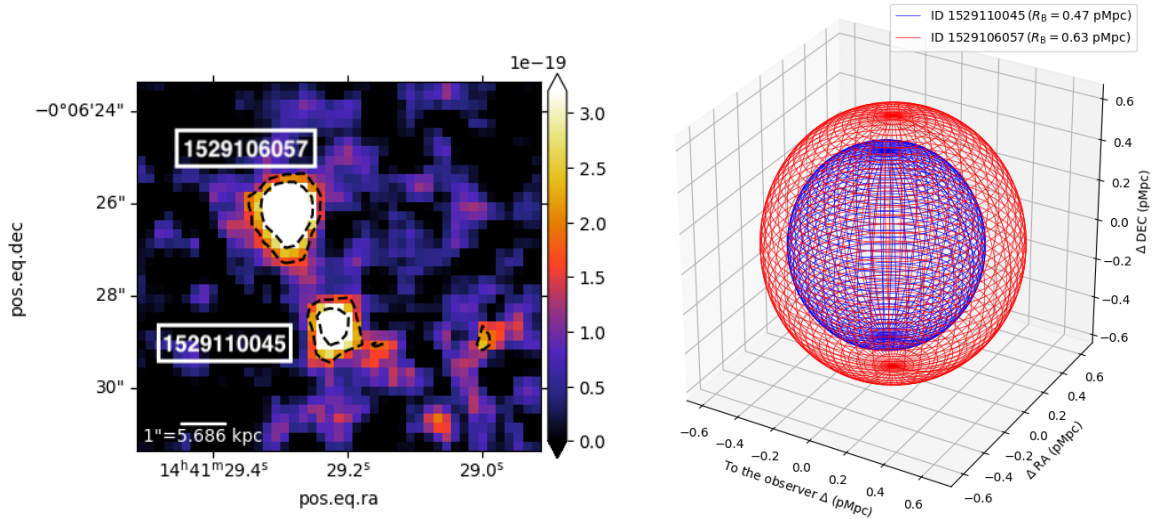 1e−19
−0°06'24"
26"
28"
30"
pos.eq.dec
1529106057
1529110045
1"=5.686 kpc
14ʰ41ᵐ29.4ˢ
29.2ˢ
29.0ˢ
pos.eq.ra
3.0
2.5
2.0
1.5
1.0
0.5
0.0
ID 1529110045 (R_B = 0.47 pMpc)
ID 1529106057 (R_B = 0.63 pMpc)
0.6
0.4
0.2
0.0
−0.2
−0.4
−0.6
Δ DEC (pMpc)
−0.6
−0.4
−0.2
0.0
0.2
0.4
0.6
To the observer Δ (pMpc)
−0.6
−0.4
−0.2
0.0
0.2
0.4
0.6
Δ RA (pMpc)